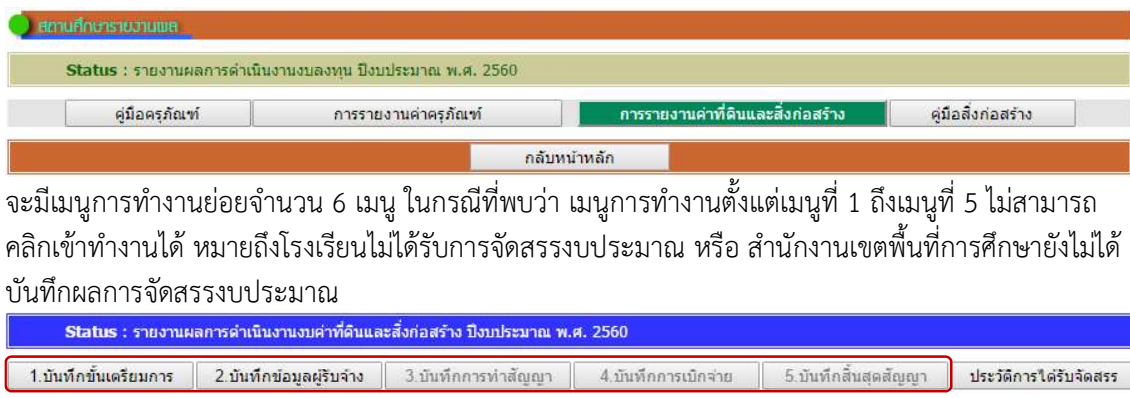 สถานศึกษารายงานผล
Status : รายงานผลการดำเนินงานงบลงทุน ปีงบประมาณ พ.ศ. 2560
คู่มือครุภัณฑ์ การรายงานค่าครุภัณฑ์ การรายงานค่าที่ดินและสิ่งก่อสร้าง คู่มือสิ่งก่อสร้าง
กลับหน้าหลัก
จะมีเมนูการทำงานย่อยจำนวน 6 เมนู ในกรณีที่พบว่า เมนูการทำงานตั้งแต่เมนูที่ 1 ถึงเมนูที่ 5 ไม่สามารถ
คลิกเข้าทำงานได้ หมายถึงโรงเรียนไม่ได้รับการจัดสรรงบประมาณ หรือ สำนักงานเขตพื้นที่การศึกษายังไม่ได้
บันทึกผลการจัดสรรงบประมาณ
Status : รายงานผลการดำเนินงานงบค่าที่ดินและสิ่งก่อสร้าง ปีงบประมาณ พ.ศ. 2560
1.บันทึกขั้นเตรียมการ 2.บันทึกข้อมูลผู้รับจ้าง 3.บันทึกการทำสัญญา 4.บันทึกการเบิกจ่าย 5.บันทึกสิ้นสุดสัญญา ประวัติการได้รับจัดสรร